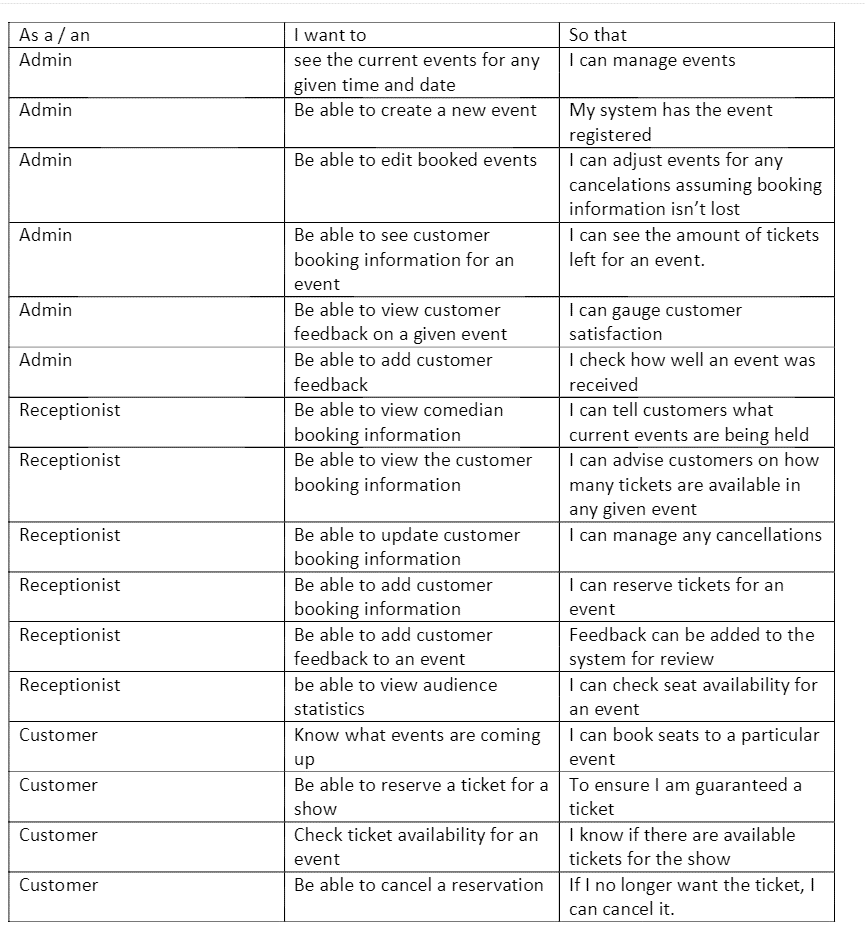 As a / an I want to So that
Admin see the current events for any I can manage events
given time and date
Admin Be able to create a new event My system has the event
registered
Admin Be able to edit booked events I can adjust events for any
cancelations assuming booking
information isn’t lost
Admin Be able to see customer I can see the amount of tickets
booking information for an left for an event.
event
Admin Be able to view customer I can gauge customer
feedback on a given event satisfaction
Admin Be able to add customer I check how well an event was
feedback received
Receptionist Be able to view comedian I can tell customers what
booking information current events are being held
Receptionist Be able to view the customer I can advise customers on how
booking information many tickets are available in
any given event
Receptionist Be able to update customer I can manage any cancellations
booking information
Receptionist Be able to add customer I can reserve tickets for an
booking information event
Receptionist Be able to add customer Feedback can be added to the
feedback to an event system for review
Receptionist be able to view audience I can check seat availability for
statistics an event
Customer Know what events are coming I can book seats to a particular
up event
Customer Be able to reserve a ticket for a To ensure I am guaranteed a
show ticket
Customer Check ticket availability for an I know if there are available
event tickets for the show
Customer Be able to cancel a reservation If I no longer want the ticket, I
can cancel it.